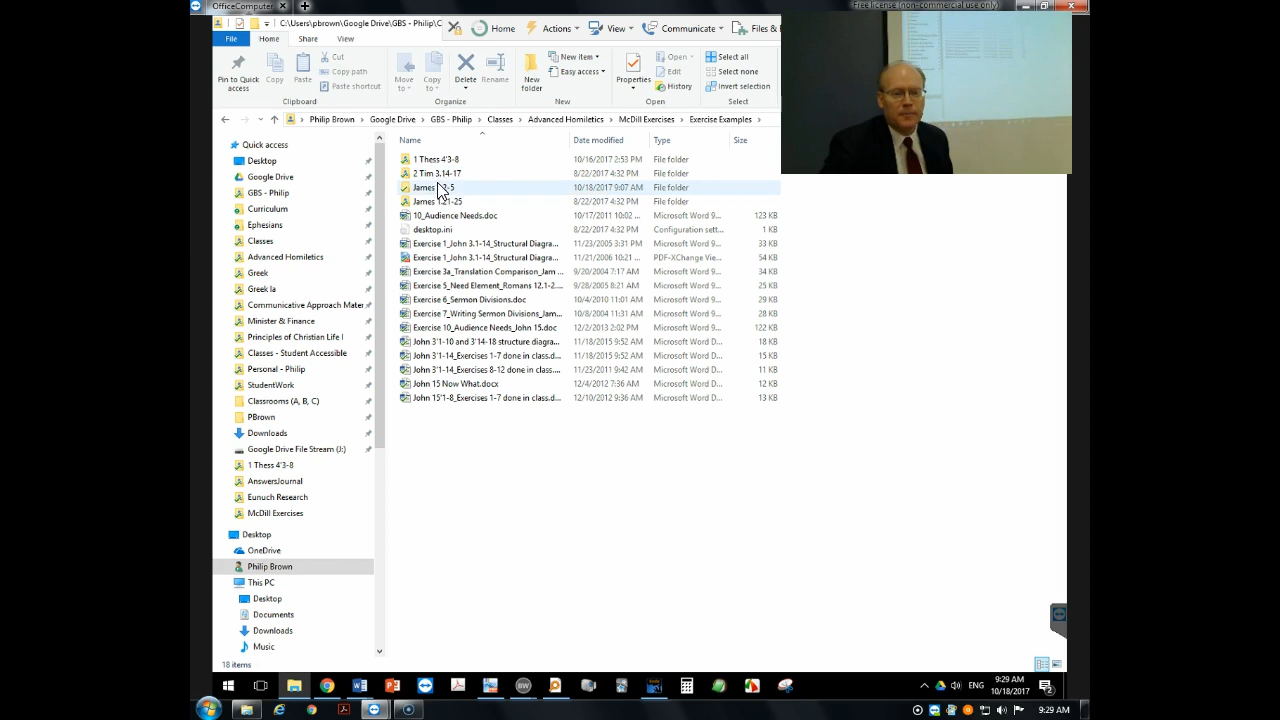 OfficeComputer
Free license (non-commercial use only)
C:\Users\pbrown\Google Drive\GBS - Philip\C
Home Actions View Communicate Files &
File Home Share View
Pin to Quick access
Copy
Paste
Cut
Copy path
Paste shortcut
Clipboard
Move to
Copy to
Delete
Rename
Organize
New folder
New item
Easy access
New
Properties
Open
Edit
History
Open
Select all
Select none
Invert selection
Select
Philip Brown > Google Drive > GBS - Philip > Classes > Advanced Homiletics > McDill Exercises > Exercise Examples >
Name Date modified Type Size
1 Thess 4'3-8 10/16/2017 2:53 PM File folder
2 Tim 3.14-17 8/22/2017 4:32 PM File folder
James -5 10/18/2017 9:07 AM File folder
James 21-25 8/22/2017 4:32 PM File folder
10_Audience Needs.doc 10/17/2011 10:02 ... Microsoft Word 9... 123 KB
desktop.ini 8/22/2017 4:32 PM Configuration sett... 1 KB
Exercise 1_John 3.1-14_Structural Diagra... 11/23/2005 3:31 PM Microsoft Word 9... 33 KB
Exercise 1_John 3.1-14_Structural Diagra... 11/21/2006 10:21 ... PDF-XChange Vie... 54 KB
Exercise 3a_Translation Comparison_Jam ... 9/20/2004 7:17 AM Microsoft Word 9... 34 KB
Exercise 5_Need Element_Romans 12.1-2.... 9/28/2005 8:21 AM Microsoft Word 9... 25 KB
Exercise 6_Sermon Divisions.doc 10/4/2010 11:01 AM Microsoft Word 9... 29 KB
Exercise 7_Writing Sermon Divisions_Jam... 10/8/2004 11:31 AM Microsoft Word 9... 28 KB
Exercise 10_Audience Needs_John 15.doc 12/2/2013 2:02 PM Microsoft Word 9... 122 KB
John 3'1-10 and 3'14-18 structure diagra... 11/18/2015 9:52 AM Microsoft Word D... 18 KB
John 3'1-14_Exercises 1-7 done in class.d... 11/18/2015 9:52 AM Microsoft Word D... 15 KB
John 3'1-14_Exercises 8-12 done in class.... 11/23/2011 9:42 AM Microsoft Word D... 11 KB
John 15 Now What.docx 12/4/2012 7:36 AM Microsoft Word D... 12 KB
John 15'1-8_Exercises 1-7 done in class.d... 12/10/2012 9:36 AM Microsoft Word D... 13 KB
Quick access
Desktop
Google Drive
GBS - Philip
Curriculum
Ephesians
Classes
Advanced Homiletics
Greek
Greek Ia
Communicative Approach Mater
Minister & Finance
Principles of Christian Life I
Classes - Student Accessible
Personal - Philip
StudentWork
Classrooms (A, B, C)
PBrown
Downloads
Google Drive File Stream (J:)
1 Thess 4'3-8
AnswersJournal
Eunuch Research
McDill Exercises
Desktop
OneDrive
Philip Brown
This PC
Desktop
Documents
Downloads
Music
18 items
BW
ENG
9:29 AM
10/18/2017
2
9:29 AM